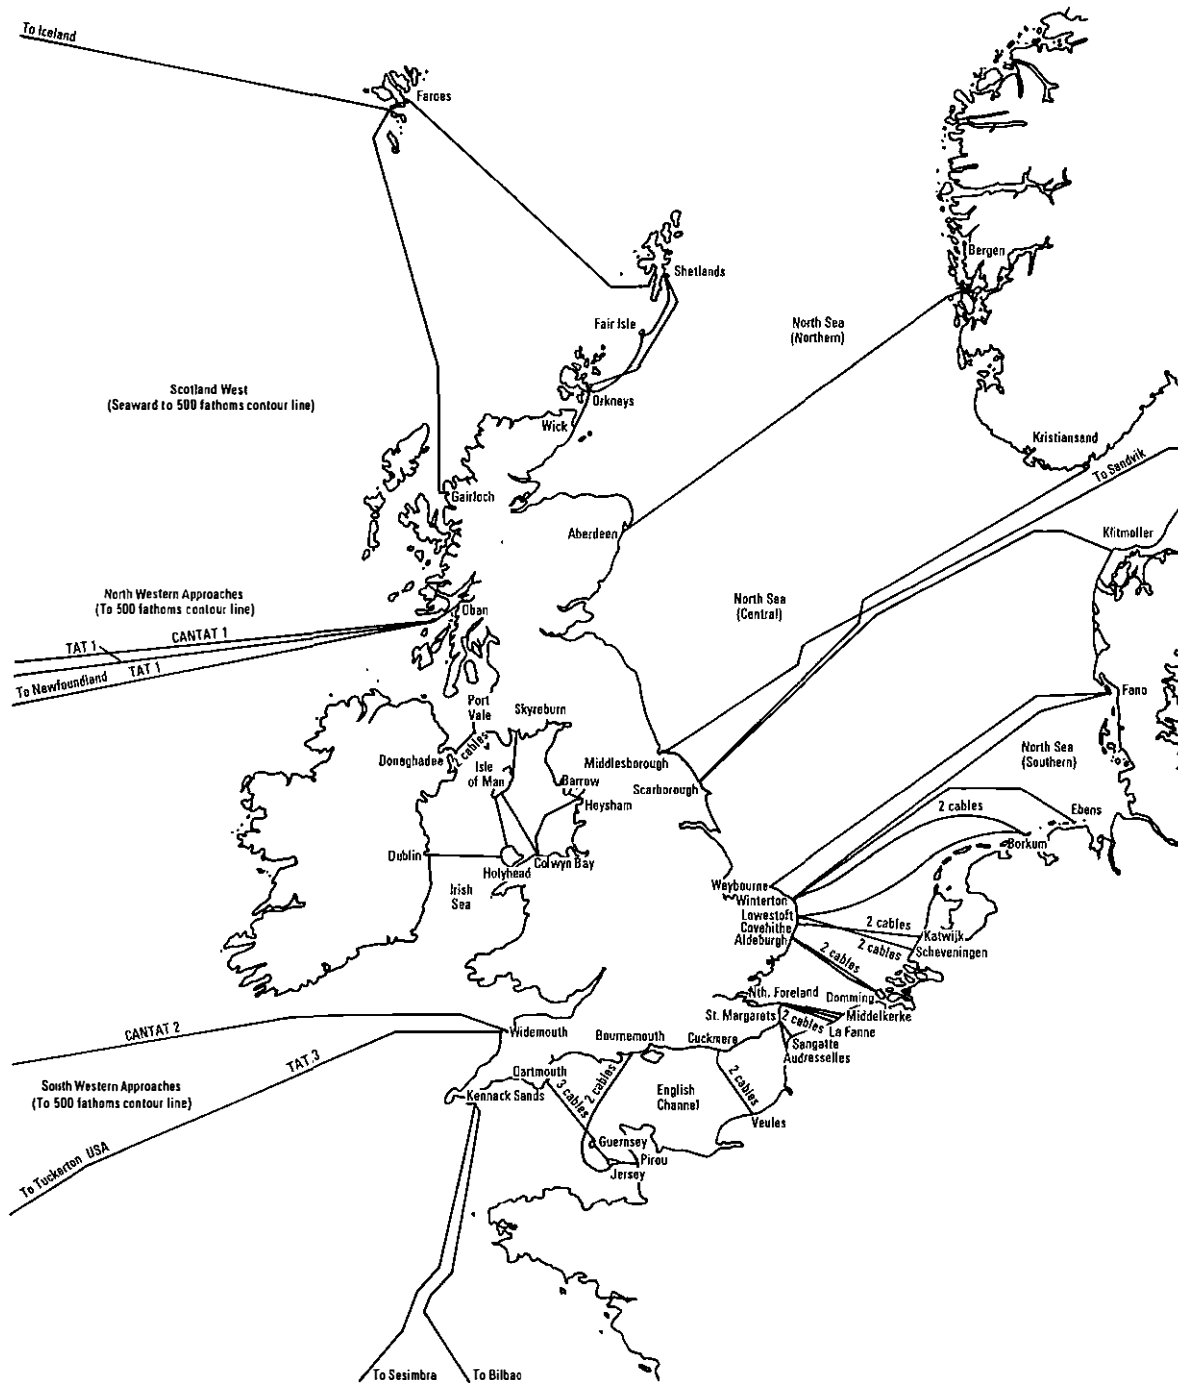 To Iceland
Faroes
Bergen
Shetlands
Fair Isle
North Sea
(Northern)
Scotland West
(Seaward to 500 fathoms contour line)
Orkneys
Wick
Kristiansand
To Sandvik
Gairloch
Aberdeen
Klitmoller
North Western Approaches
(To 500 fathoms contour line)
North Sea
(Central)
Oban
TAT 1
CANTAT 1
To Newfoundland
TAT 1
Port
Vale
Skyreburn
Fano
Donaghadee
2 cables
Isle
of Man
Middlesborough
North Sea
(Southern)
Barrow
Scarborough
Heysham
2 cables
Ebens
Borkum
Dublin
Holyhead
Colwyn Bay
Irish
Sea
Weybourne
Winterton
Lowestoft
Covehithe
Aldeburgh
2 cables
Katwijk
2 cables
Scheveningen
2 cables
Nth. Foreland
Domming
St. Margarets
2 cables
Middelkerke
La Fanne
CANTAT 2
Widemouth
Bournemouth
Cuckmere
Sangatte
Audresselles
TAT.3
South Western Approaches
(To 500 fathoms contour line)
Dartmouth
3 cables
2 cables
Kennack Sands
English
Channel
2 cables
Veules
Guernsey
Pirou
Jersey
To Tuckerton USA
To Sesimbra
To Bilbao